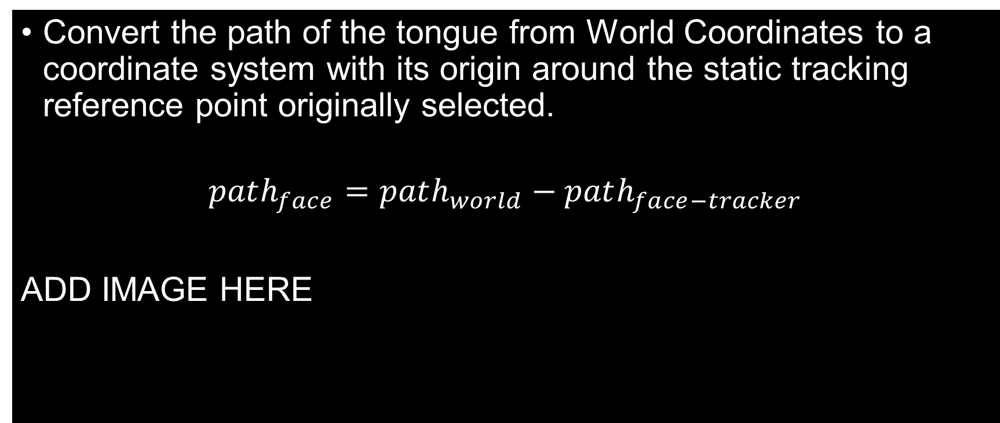 • Convert the path of the tongue from World Coordinates to a
coordinate system with its origin around the static tracking
reference point originally selected.
path_{face} = path_{world} − path_{face−tracker}
ADD IMAGE HERE